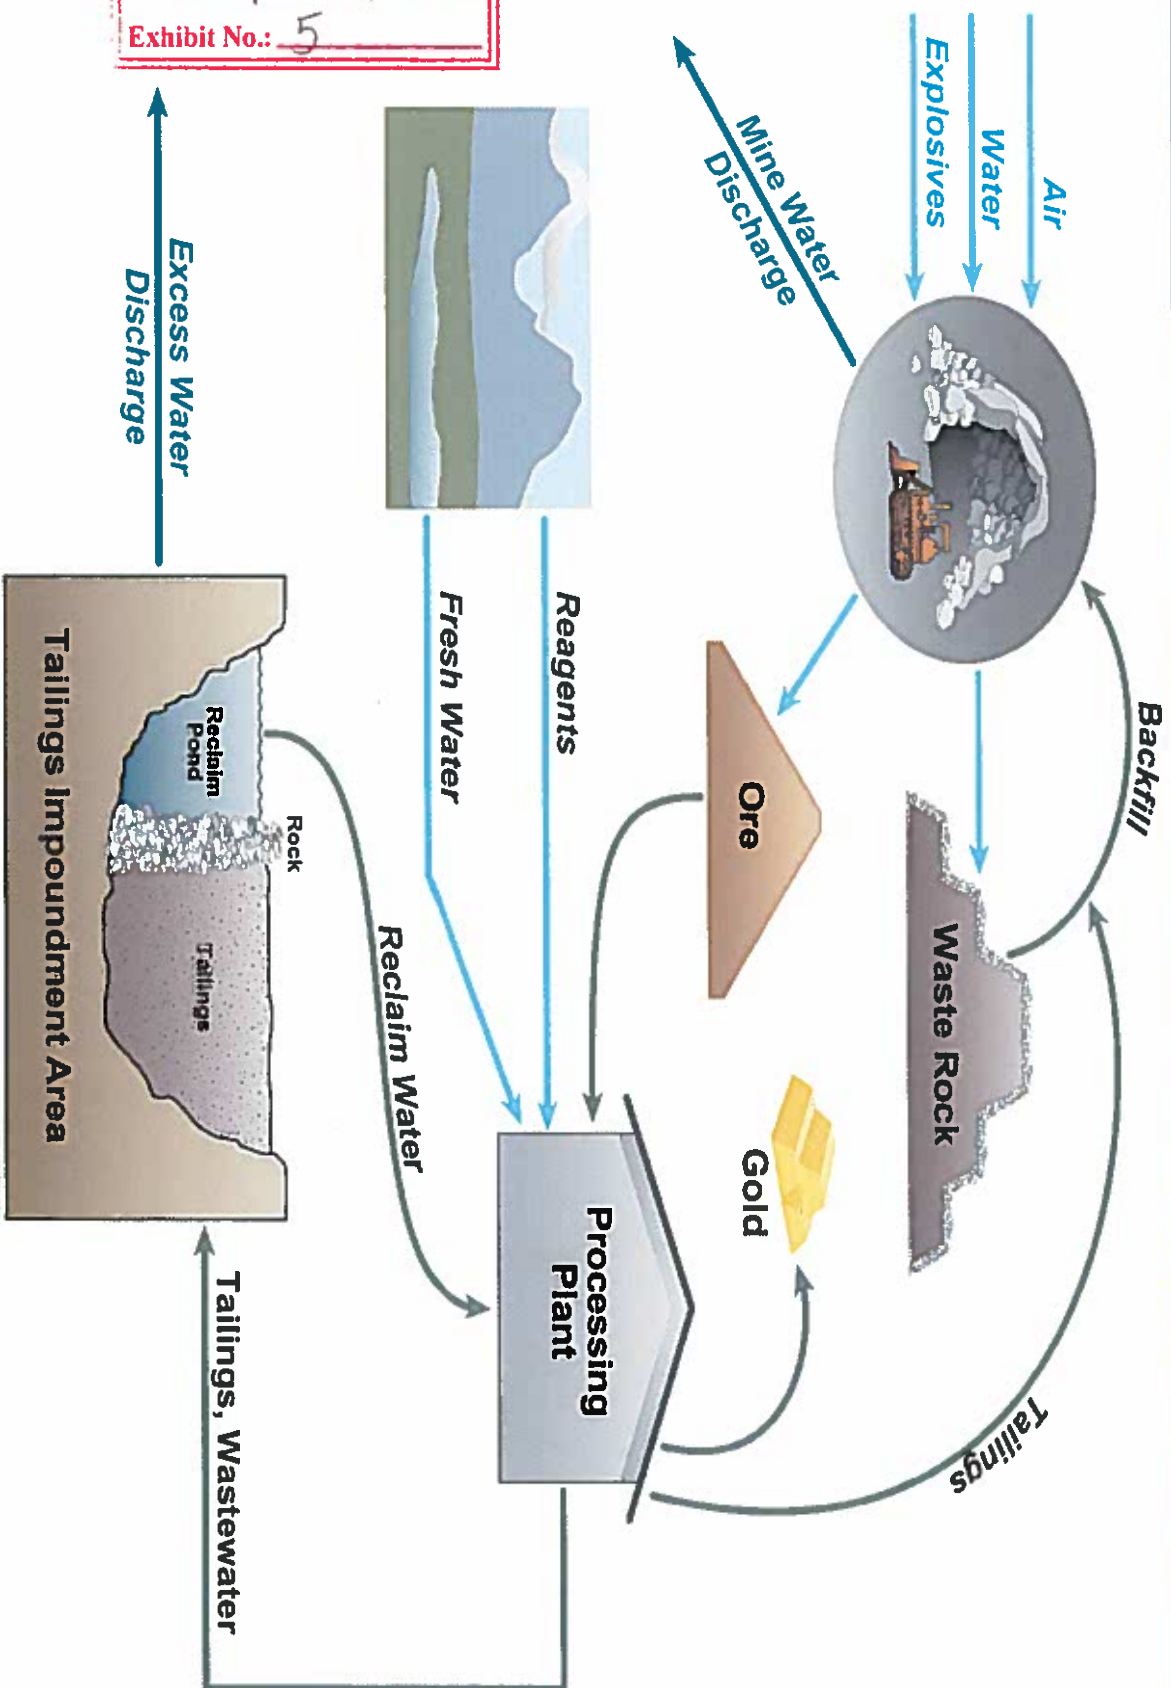 Exhibit No.: 5
Air
Water
Explosives
Mine Water
Discharge
Backfill
Waste Rock
Ore
Gold
Tailings
Reagents
Fresh Water
Processing
Plant
Reclaim Water
Excess Water
Discharge
Reclaim
Pond
Rock
Tailings
Tailings Impoundment Area
Tailings, Wastewater